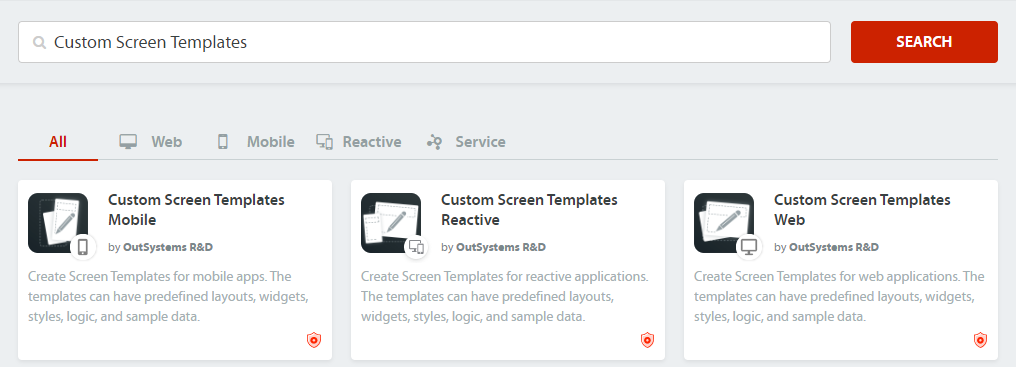 Custom Screen Templates
SEARCH
All
Web
Mobile
Reactive
Service
Custom Screen Templates
Mobile
by OutSystems R&D
Create Screen Templates for mobile apps. The
templates can have predefined layouts, widgets,
styles, logic, and sample data.
Custom Screen Templates
Reactive
by OutSystems R&D
Create Screen Templates for reactive applications.
The templates can have predefined layouts,
widgets, styles, logic, and sample data.
Custom Screen Templates
Web
by OutSystems R&D
Create Screen Templates for web applications. The
templates can have predefined layouts, widgets,
styles, logic, and sample data.